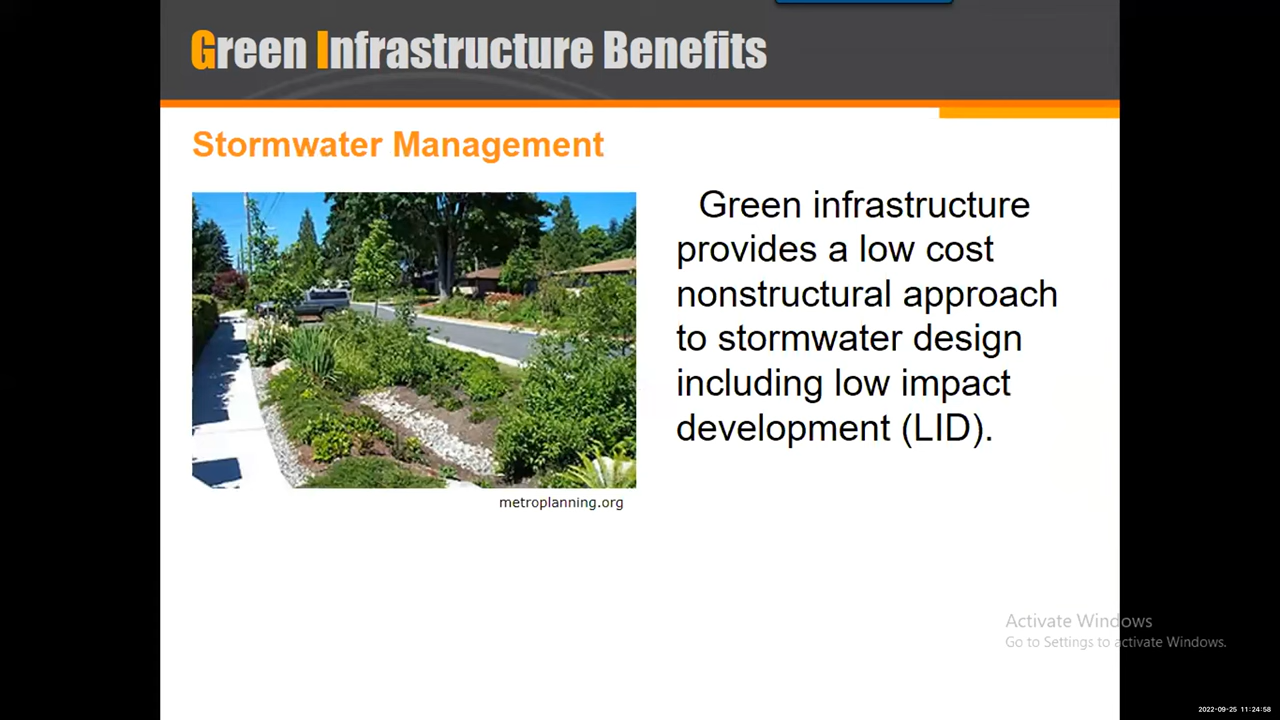 Green Infrastructure Benefits
Stormwater Management
Green infrastructure
provides a low cost
nonstructural approach
to stormwater design
including low impact
development (LID).
metroplanning.org
Activate Windows
Go to Settings to activate Windows.
2022-09-25 11:24:58